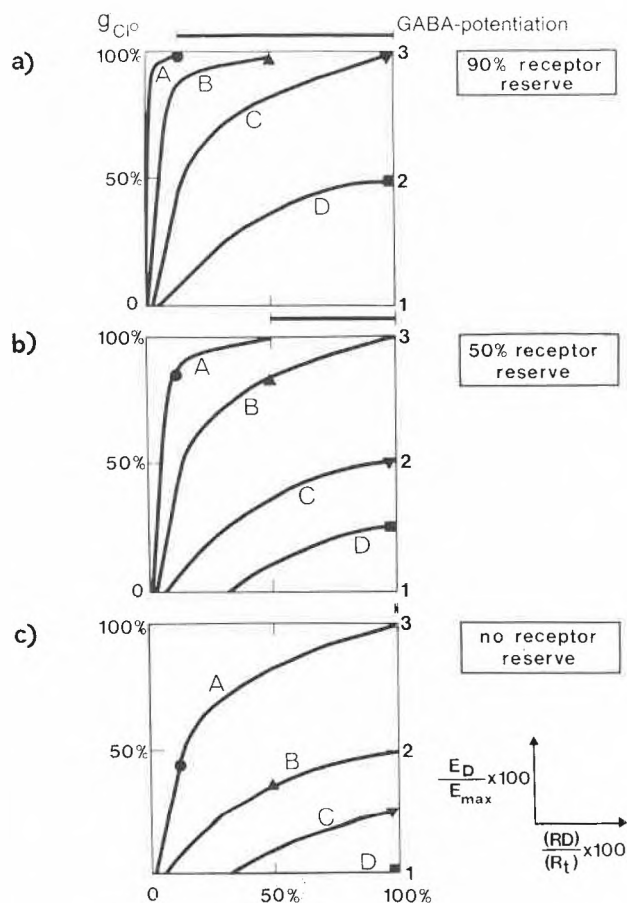 gCl°
GABA-potentiation
a)
100%
50%
0
A
B
C
D
3
2
1
90% receptor
reserve
b)
100%
50%
0
A
B
C
D
3
2
1
50% receptor
reserve
c)
100%
50%
A
B
C
D
3
2
1
0
50%
100%
no receptor
reserve
E_D
E_max
x100
(RD)
(R_t)
x100